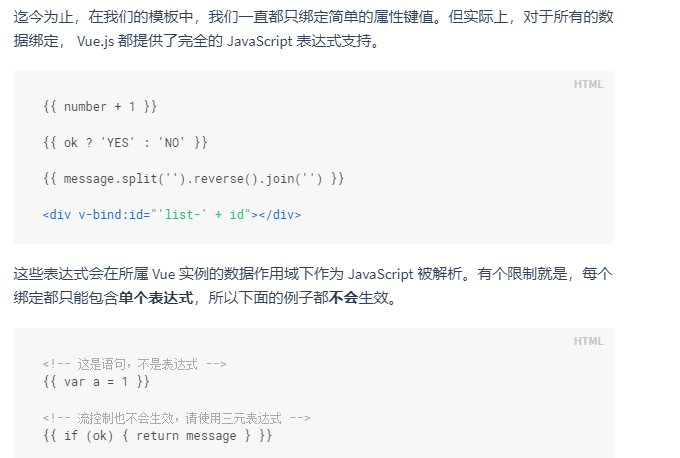 迄今为止，在我们的模板中，我们一直都只绑定简单的属性键值。但实际上，对于所有的数
据绑定， Vue.js 都提供了完全的 JavaScript 表达式支持。
HTML
{{ number + 1 }}
{{ ok ? 'YES' : 'NO' }}
{{ message.split('').reverse().join('') }}
<div v-bind:id="'list-' + id"></div>
这些表达式会在所属 Vue 实例的数据作用域下作为 JavaScript 被解析。有个限制就是，每个
绑定都只能包含单个表达式，所以下面的例子都不会生效。
HTML
<!-- 这是语句，不是表达式 -->
{{ var a = 1 }}
<!-- 流控制也不会生效，请使用三元表达式 -->
{{ if (ok) { return message } }}